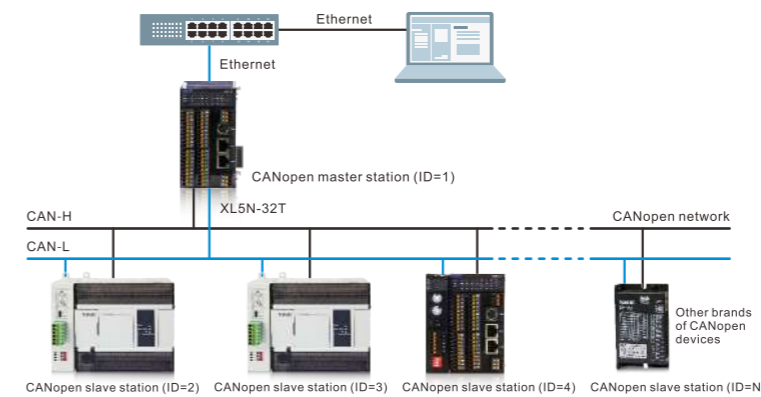 Ethernet
Ethernet
CANopen master station (ID=1)
XL5N-32T
CAN-H
CANopen network
CAN-L
Other brands
of CANopen
devices
CANopen slave station (ID=2)
CANopen slave station (ID=3)
CANopen slave station (ID=4)
CANopen slave station (ID=N